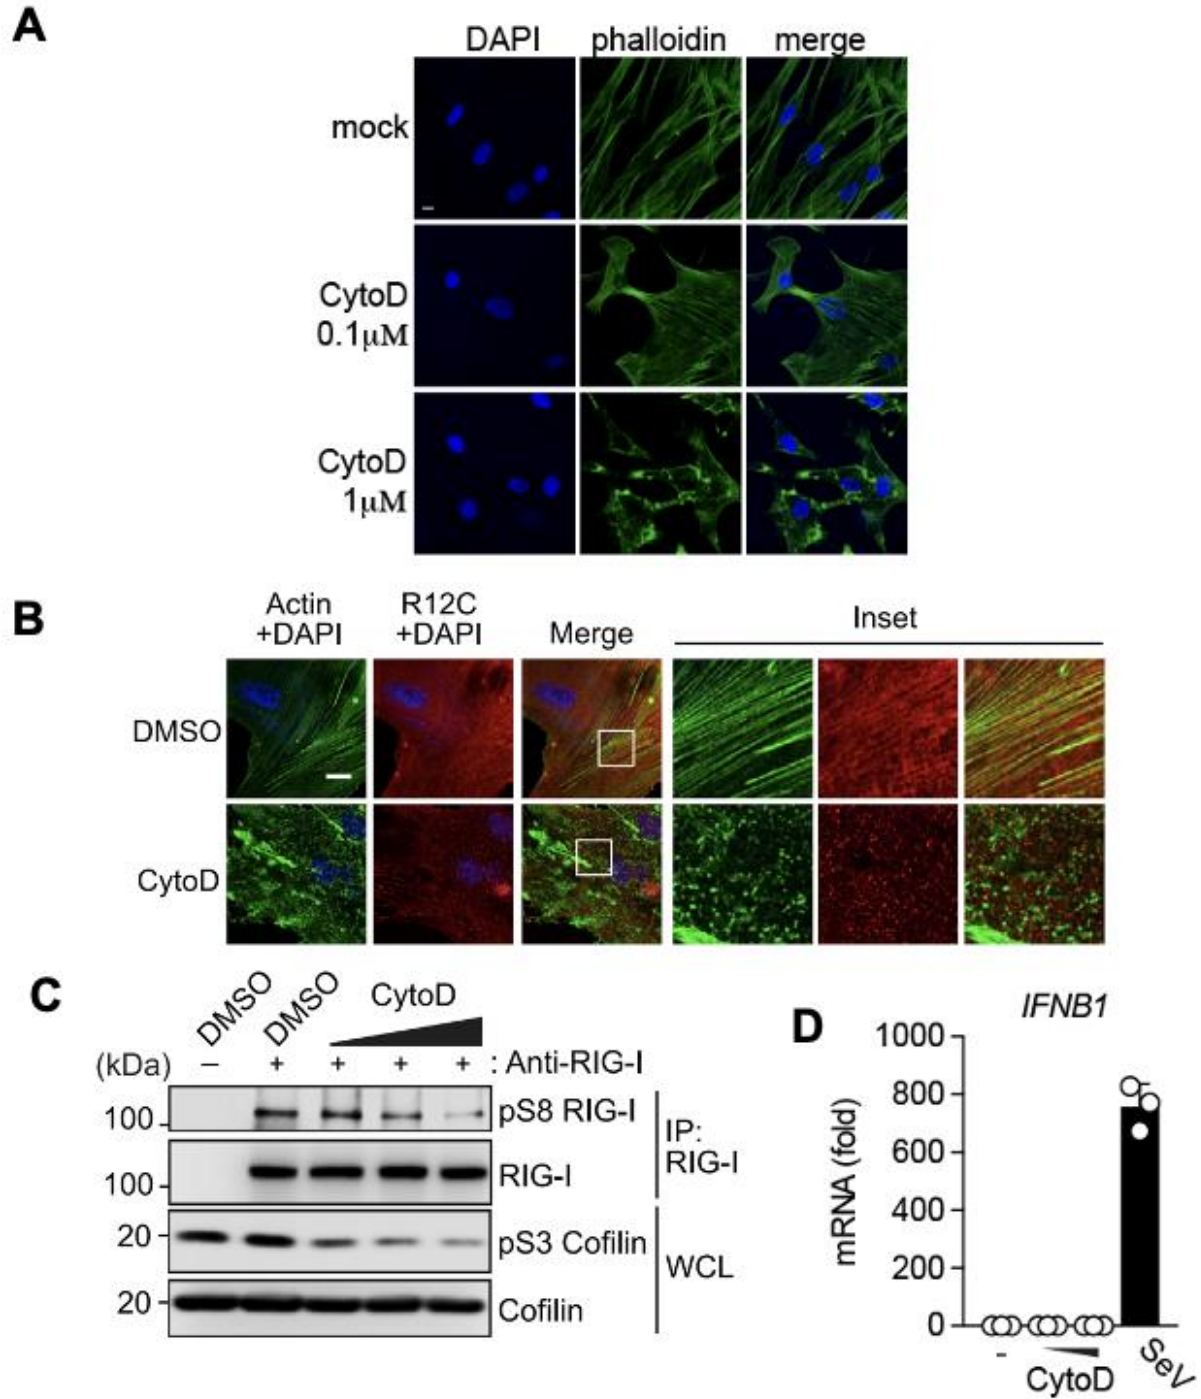 A
DAPI phalloidin merge
mock
CytoD
0.1μM
CytoD
1μM
B
Actin
+DAPI
R12C
+DAPI
Merge
Inset
DMSO
CytoD
C
DMSO
DMSO
CytoD
(kDa) – + + + + : Anti-RIG-I
100 pS8 RIG-I
100 RIG-I
IP:
RIG-I
20 pS3 Cofilin
20 Cofilin
WCL
D
IFNB1
mRNA (fold)
1000
800
600
400
200
0
-
CytoD
SeV